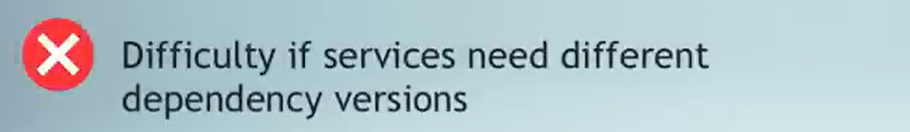 Difficulty if services need different
dependency versions